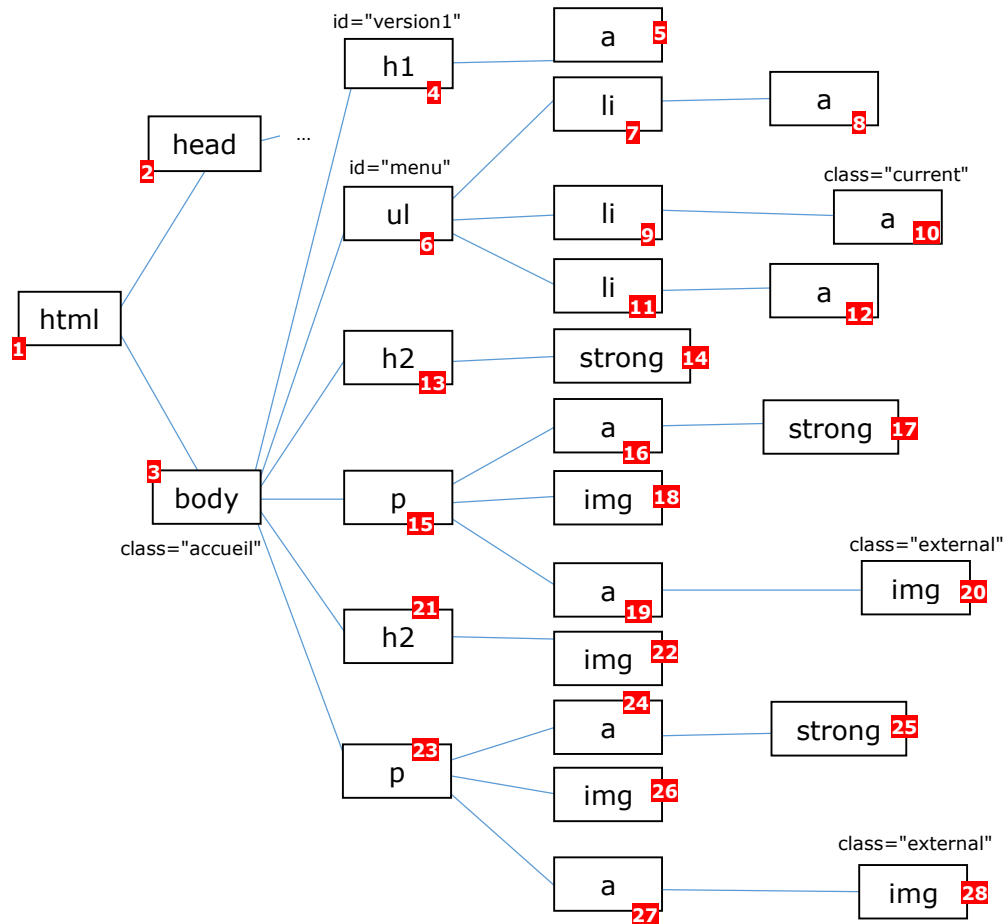 id="version1"
a 5
h1
4
li
7
a
8
head
2
...
id="menu"
class="current"
ul
6
li
9
a
10
li
11
a
12
html
1
h2
13
strong 14
a
16
strong 17
3
body
class="accueil"
p
15
img 18
class="external"
a
19
img 20
21
h2
img 22
24
a
strong 25
23
p
img 26
class="external"
a
27
img 28